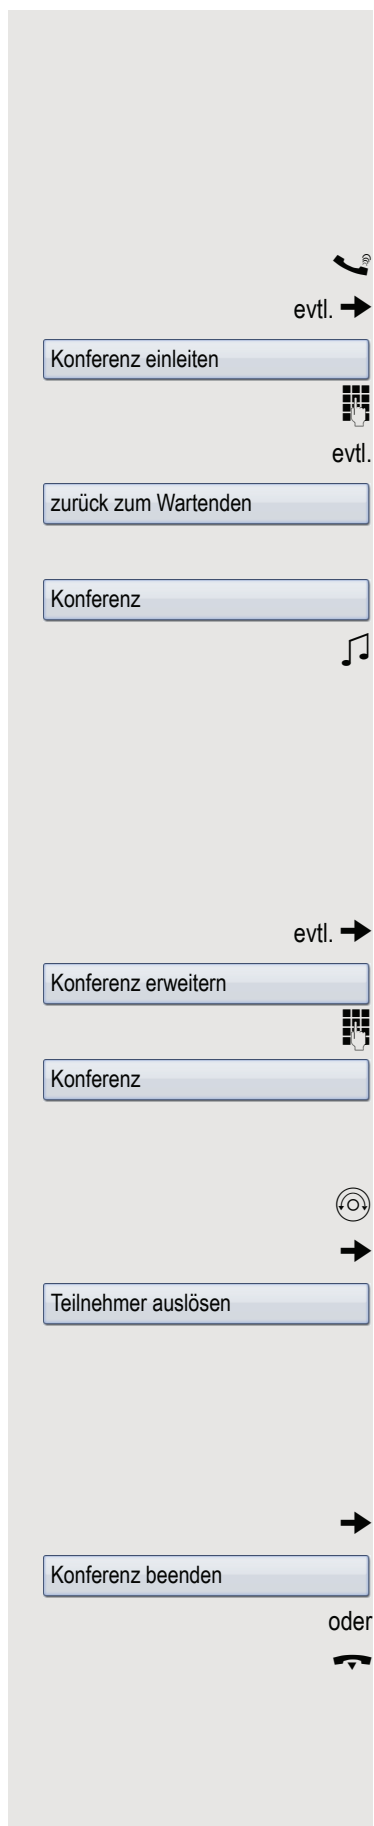 evtl.
Konferenz einleiten
evtl.
zurück zum Wartenden
Konferenz
evtl.
Konferenz erweitern
Konferenz
Teilnehmer auslösen
Konferenz beenden
oder